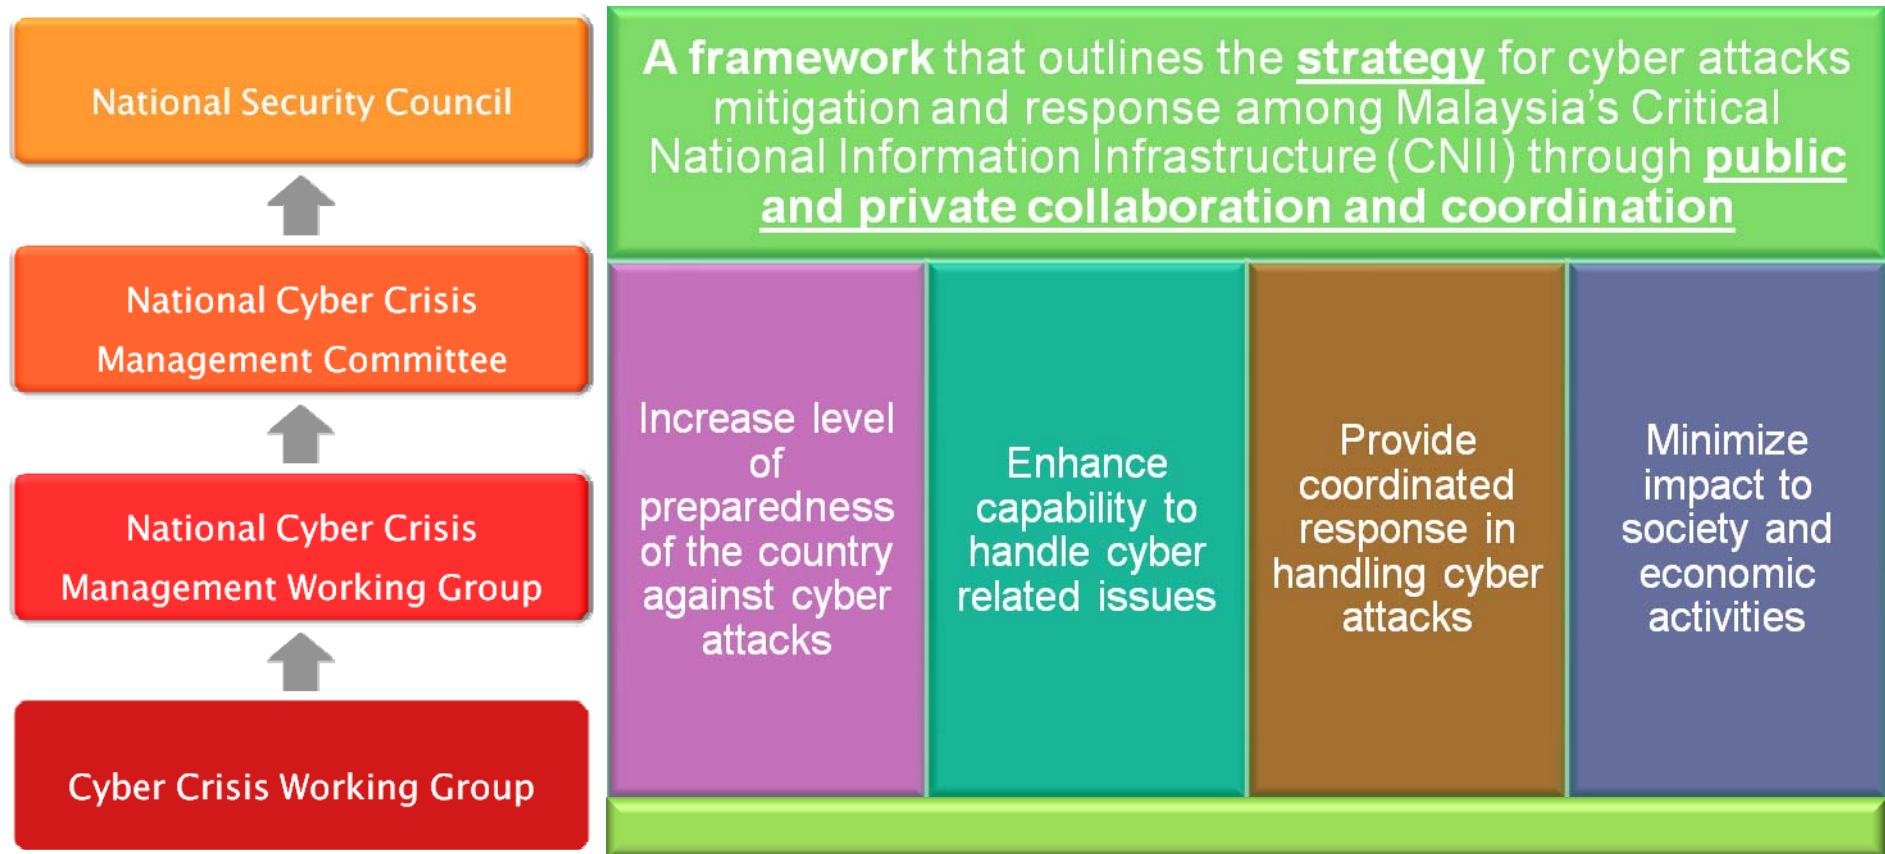 National Security Council
National Cyber Crisis
Management Committee
National Cyber Crisis
Management Working Group
Cyber Crisis Working Group
A framework that outlines the strategy for cyber attacks
mitigation and response among Malaysia's Critical
National Information Infrastructure (CNII) through public
and private collaboration and coordination
Increase level
of
preparedness
of the country
against cyber
attacks
Enhance
capability to
handle cyber
related issues
Provide
coordinated
response in
handling cyber
attacks
Minimize
impact to
society and
economic
activities